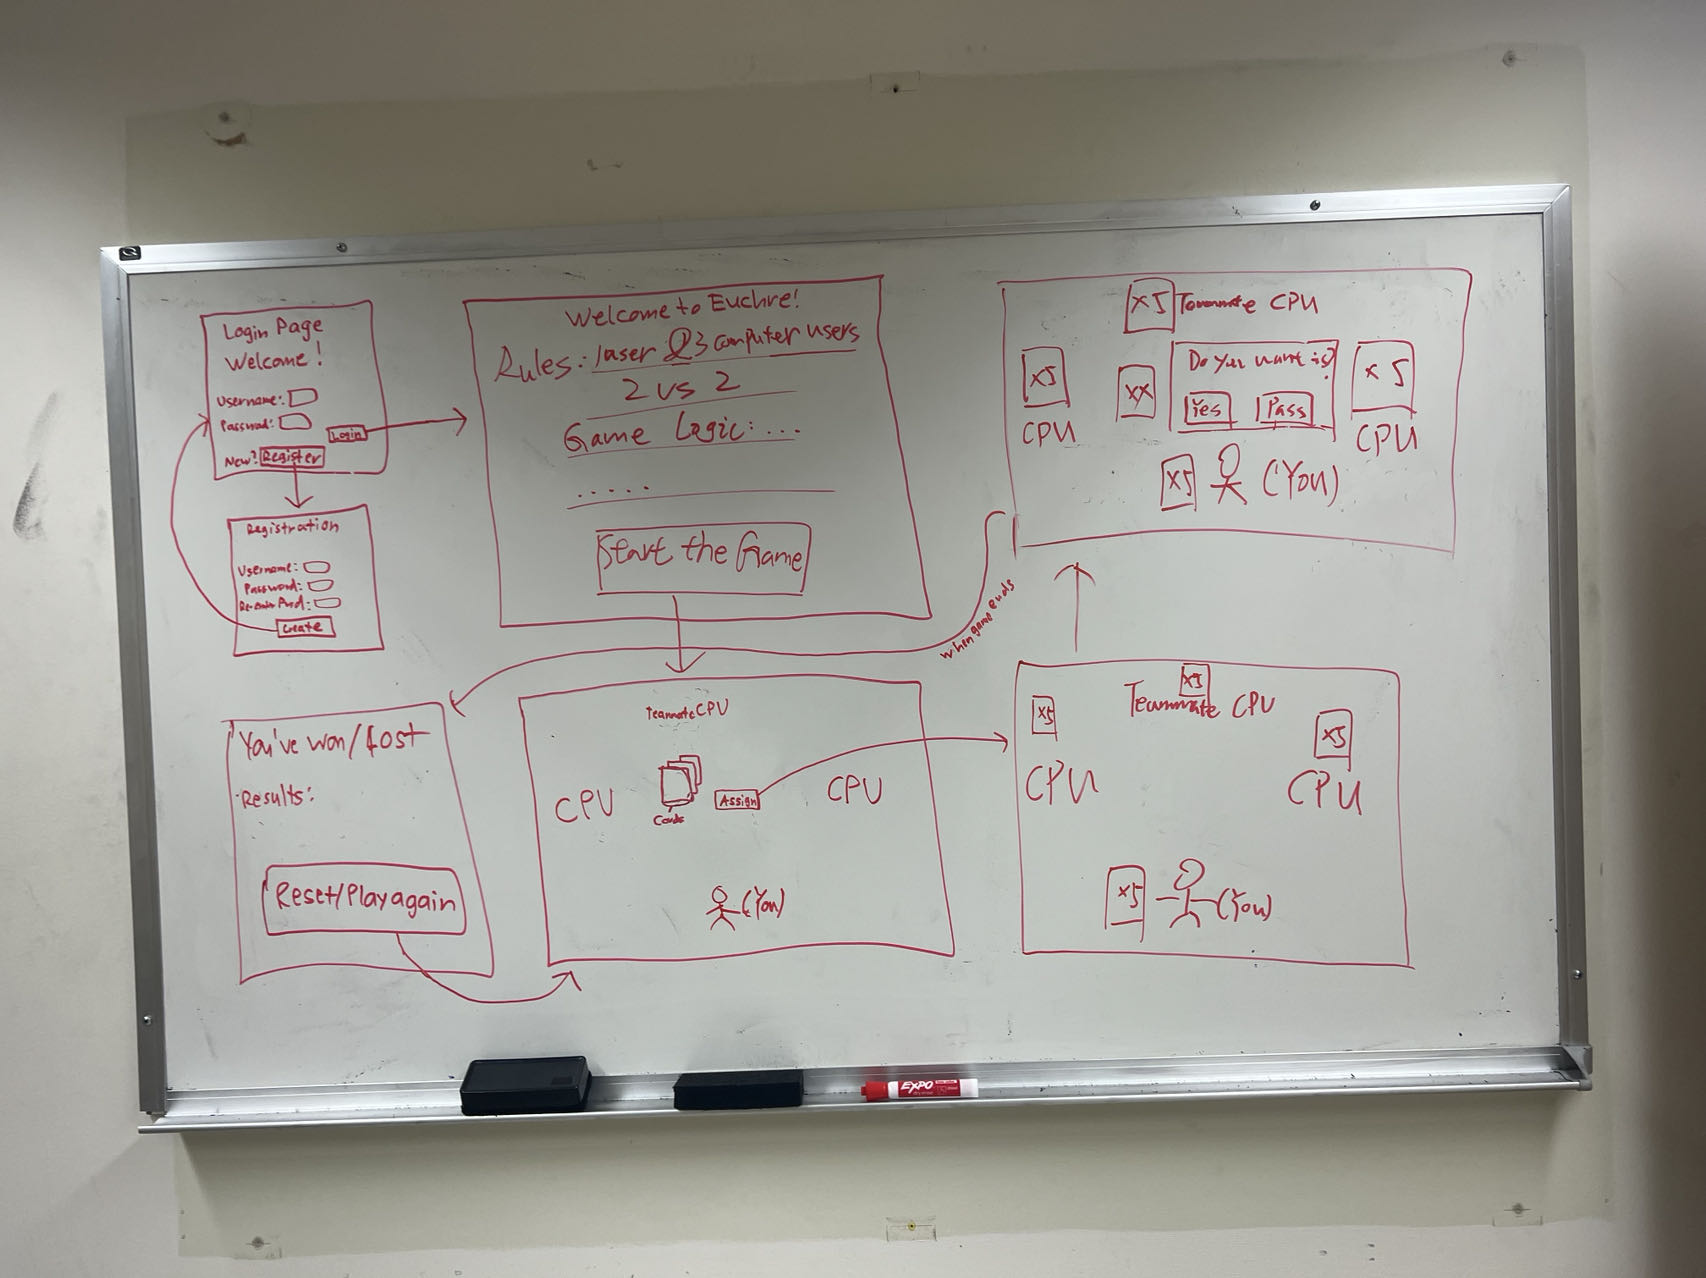 Login Page
Welcome!
Username:
Password:
Login
New? Register
Registration
Username:
Password:
Re-Enter Pwd:
Create
Welcome to Euchre!
Rules: 1 user & 3 computer users
2 vs 2
Game Logic: ...
.....
Start the Game
x5 Teammate CPU
x5
CPU
xx
Do you want it?
Yes Pass
x5
CPU
x5 (You)
when game ends
You've won/lost
Results:
Reset/Play again
Teammate CPU
CPU
Cards
Assign
CPU
(You)
x5
Teammate CPU
x5
CPU
x5
CPU
x5 (You)
EXPO